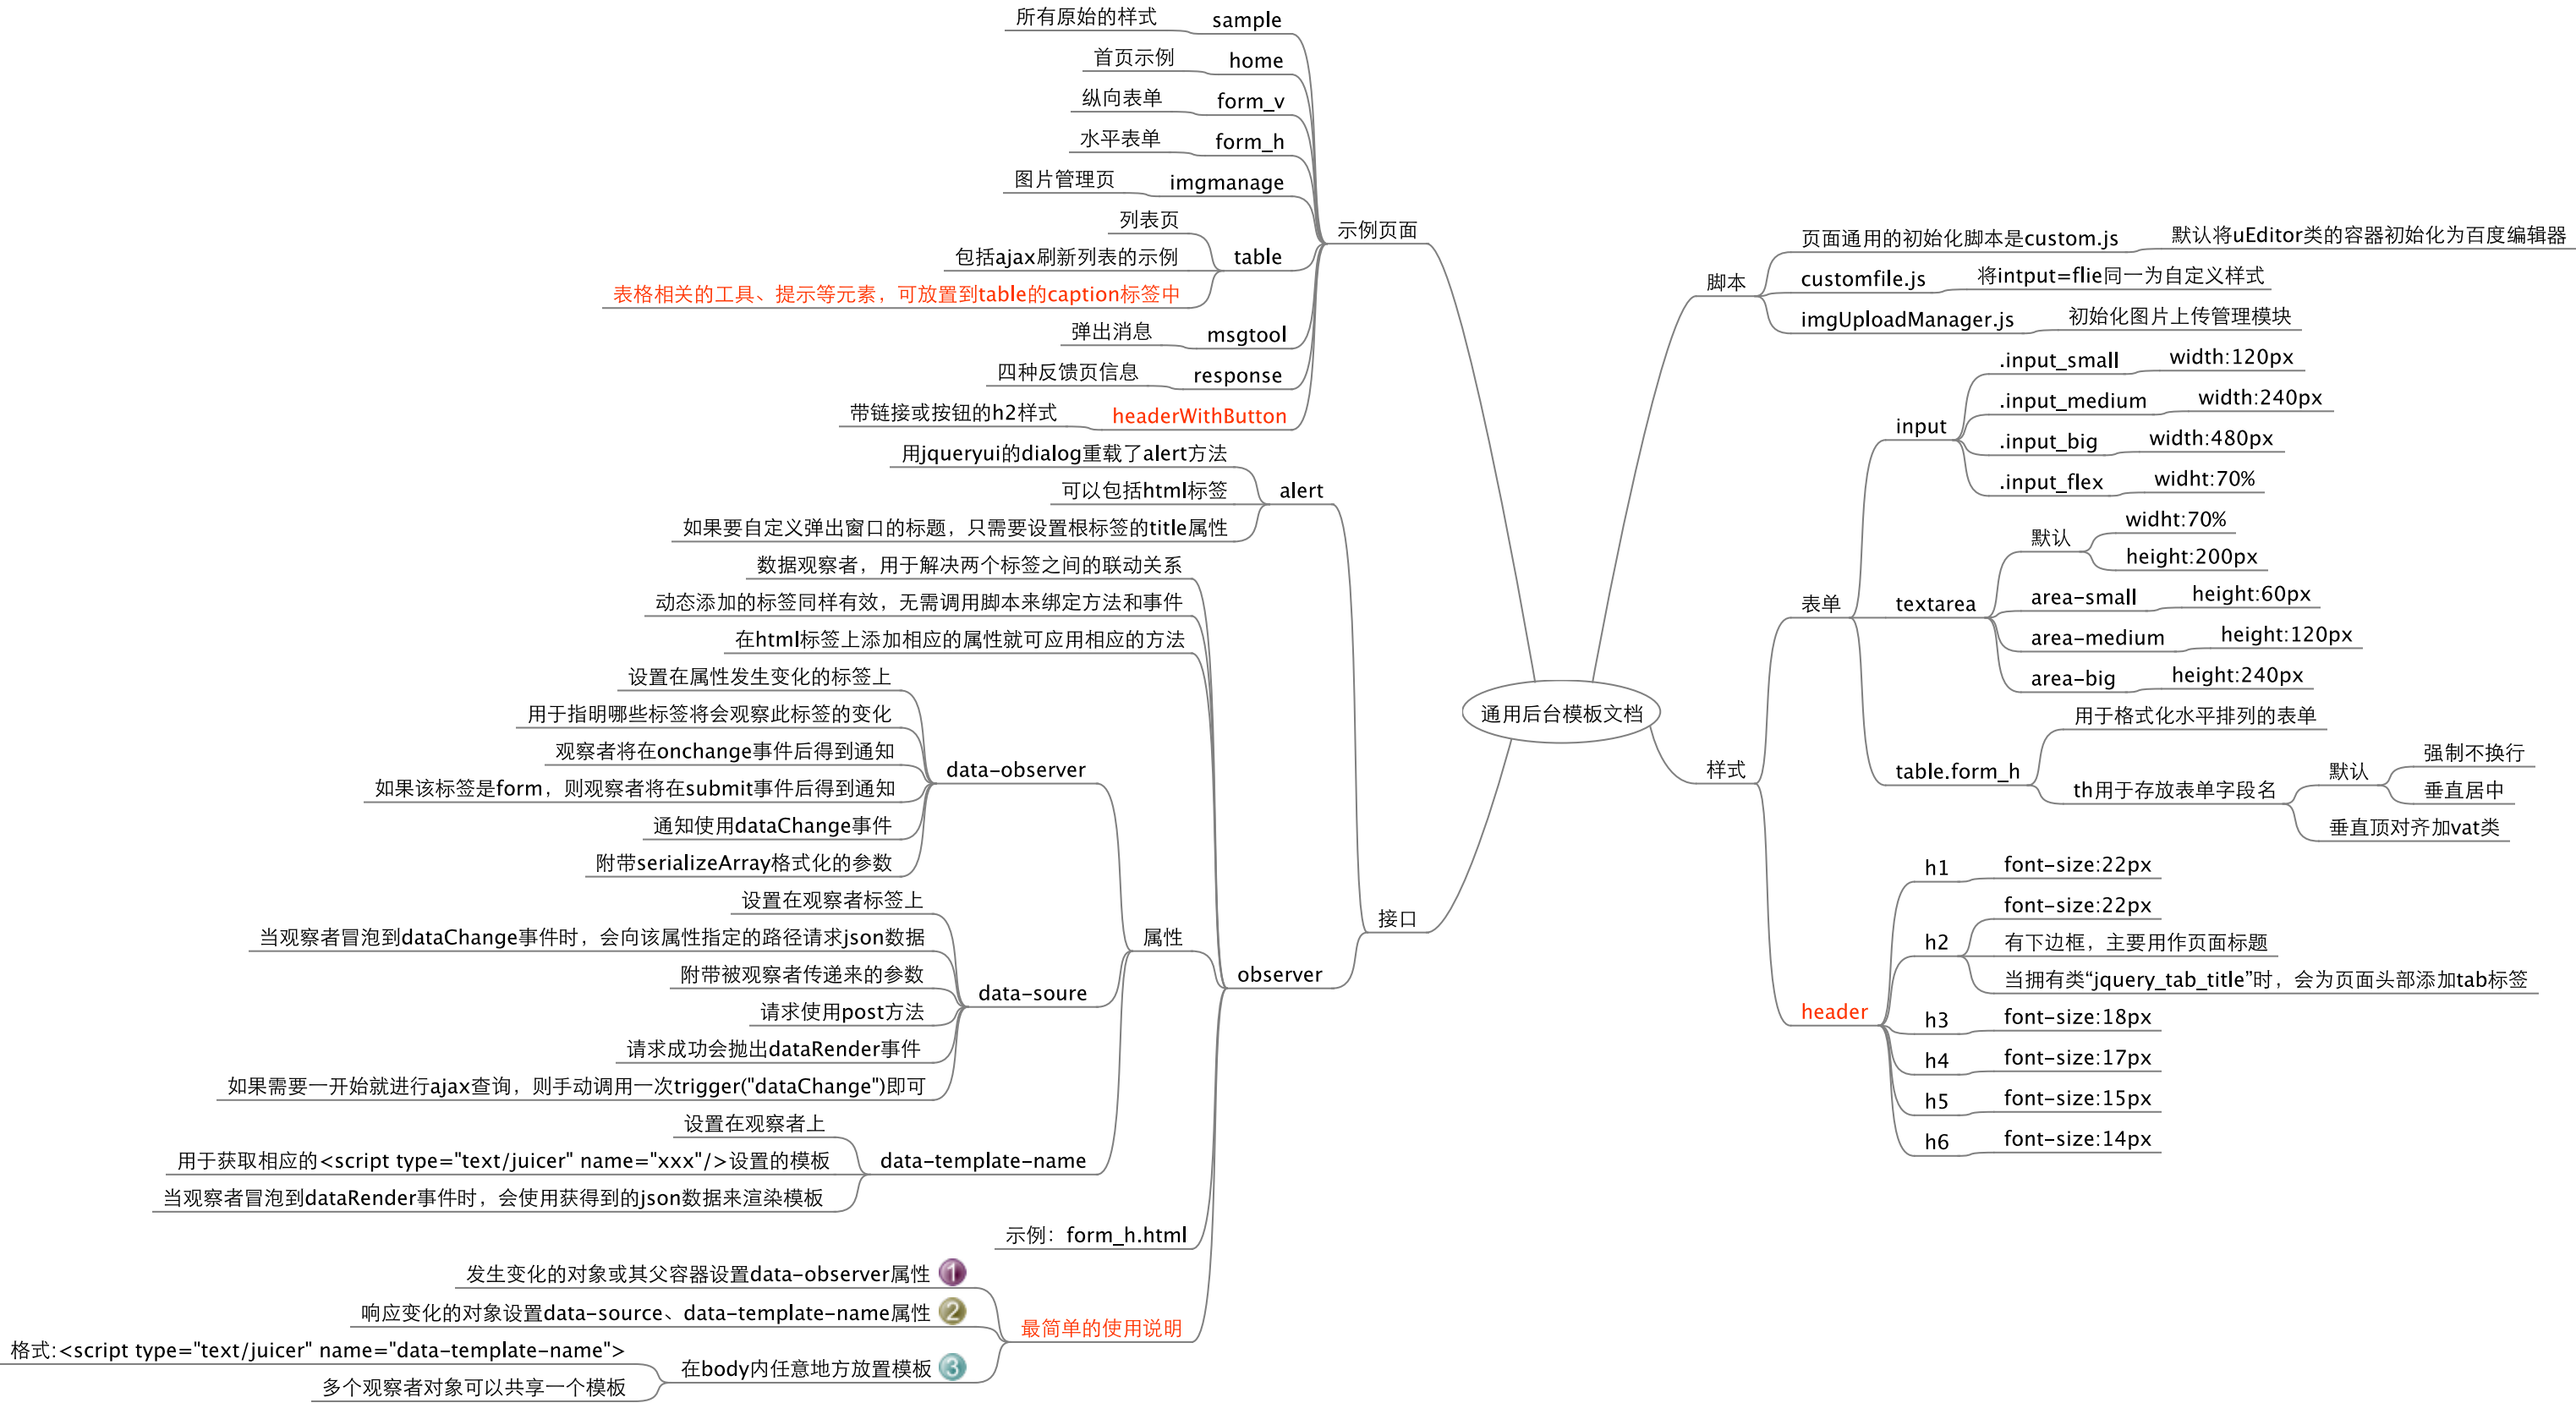 通用后台模板文档
示例页面
sample
所有原始的样式
home
首页示例
form_v
纵向表单
form_h
水平表单
imgmanage
图片管理页
table
列表页
包括ajax刷新列表的示例
表格相关的工具、提示等元素，可放置到table的caption标签中
msgtool
弹出消息
response
四种反馈页信息
headerWithButton
带链接或按钮的h2样式
接口
alert
用jqueryui的dialog重载了alert方法
可以包括html标签
如果要自定义弹出窗口的标题，只需要设置根标签的title属性
observer
数据观察者，用于解决两个标签之间的联动关系
动态添加的标签同样有效，无需调用脚本来绑定方法和事件
在html标签上添加相应的属性就可应用相应的方法
属性
data-observer
设置在属性发生变化的标签上
用于指明哪些标签将会观察此标签的变化
观察者将在onchange事件后得到通知
如果该标签是form，则观察者将在submit事件后得到通知
通知使用dataChange事件
附带serializeArray格式化的参数
data-soure
设置在观察者标签上
当观察者冒泡到dataChange事件时，会向该属性指定的路径请求json数据
附带被观察者传递来的参数
请求使用post方法
请求成功会抛出dataRender事件
如果需要一开始就进行ajax查询，则手动调用一次trigger("dataChange")即可
data-template-name
设置在观察者上
用于获取相应的<script type="text/juicer" name="xxx"/>设置的模板
当观察者冒泡到dataRender事件时，会使用获得到的json数据来渲染模板
示例：form_h.html
最简单的使用说明
发生变化的对象或其父容器设置data-observer属性 1
响应变化的对象设置data-source、data-template-name属性 2
在body内任意地方放置模板 3
格式:<script type="text/juicer" name="data-template-name">
多个观察者对象可以共享一个模板
脚本
页面通用的初始化脚本是custom.js
默认将uEditor类的容器初始化为百度编辑器
customfile.js
将intput=flie同一为自定义样式
imgUploadManager.js
初始化图片上传管理模块
样式
表单
input
.input_small
width:120px
.input_medium
width:240px
.input_big
width:480px
.input_flex
widht:70%
textarea
默认
widht:70%
height:200px
area-small
height:60px
area-medium
height:120px
area-big
height:240px
table.form_h
用于格式化水平排列的表单
th用于存放表单字段名
默认
强制不换行
垂直居中
垂直顶对齐加vat类
header
h1
font-size:22px
h2
font-size:22px
有下边框，主要用作页面标题
当拥有类“jquery_tab_title”时，会为页面头部添加tab标签
h3
font-size:18px
h4
font-size:17px
h5
font-size:15px
h6
font-size:14px